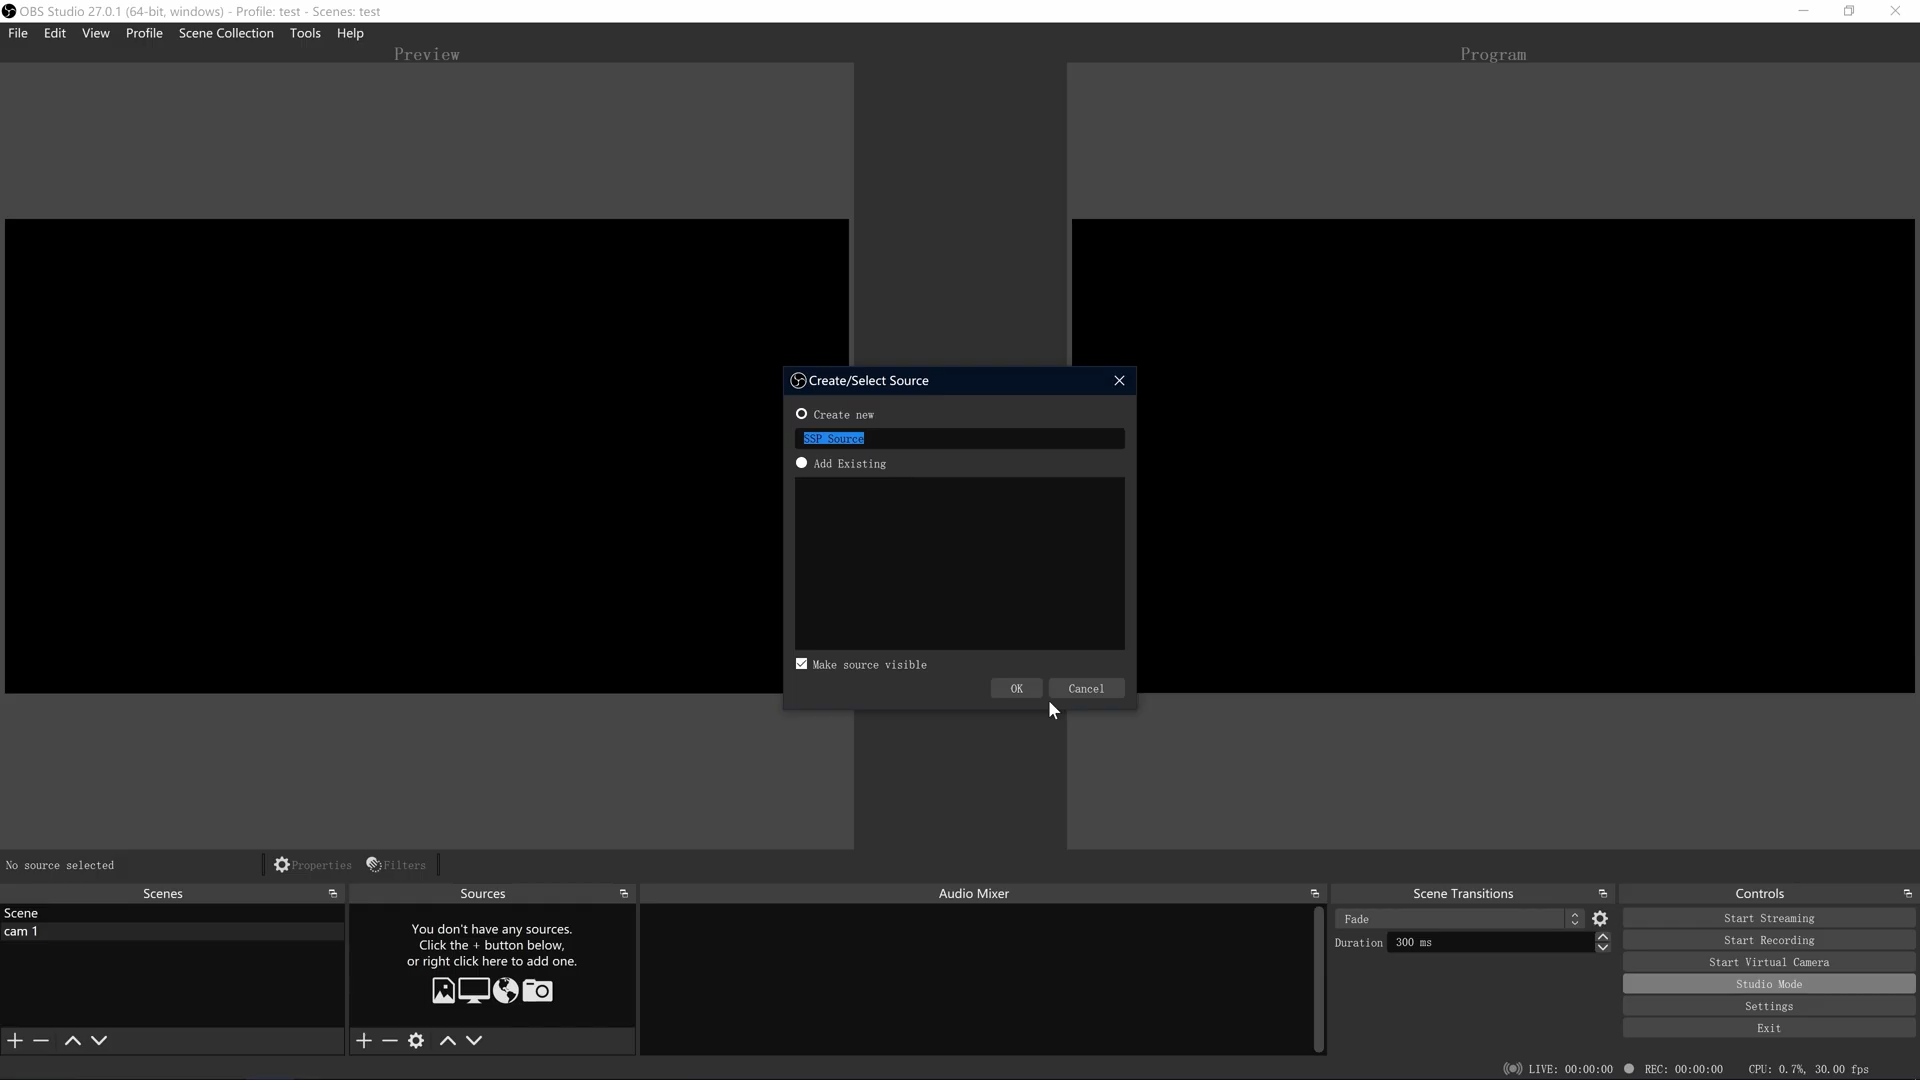 OBS Studio 27.0.1 (64-bit, windows) - Profile: test - Scenes: test
File Edit View Profile Scene Collection Tools Help
Preview
Program
Create/Select Source
Create new
SSP Source
Add Existing
Make source visible
OK
Cancel
No source selected
Properties
Filters
Scenes
Scene
cam 1
Sources
You don't have any sources.
Click the + button below,
or right click here to add one.
Audio Mixer
Scene Transitions
Fade
Duration 300 ms
Controls
Start Streaming
Start Recording
Start Virtual Camera
Studio Mode
Settings
Exit
LIVE: 00:00:00 REC: 00:00:00 CPU: 0.7%, 30.00 fps